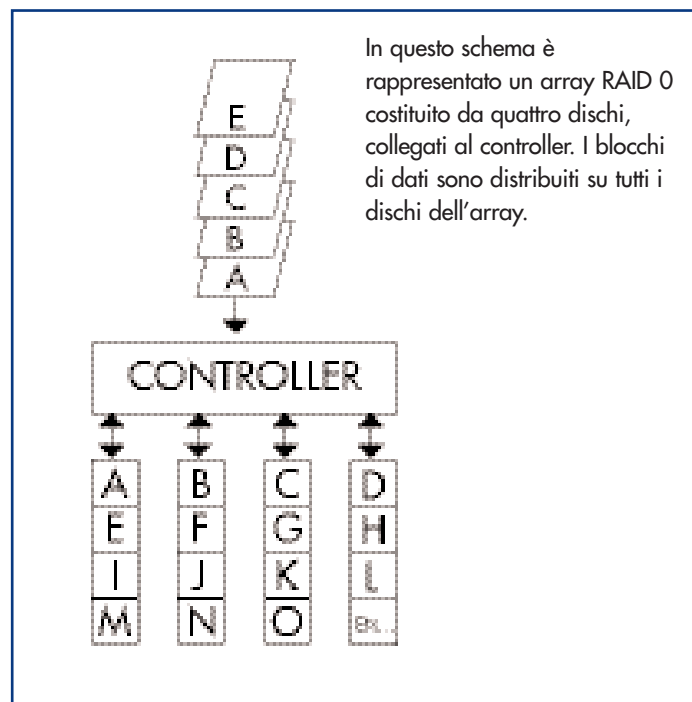 In questo schema è
rappresentato un array RAID 0
costituito da quattro dischi,
collegati al controller. I blocchi
di dati sono distribuiti su tutti i
dischi dell'array.
E
D
C
B
A
CONTROLLER
A B C D
E F G H
I J K L
M N O